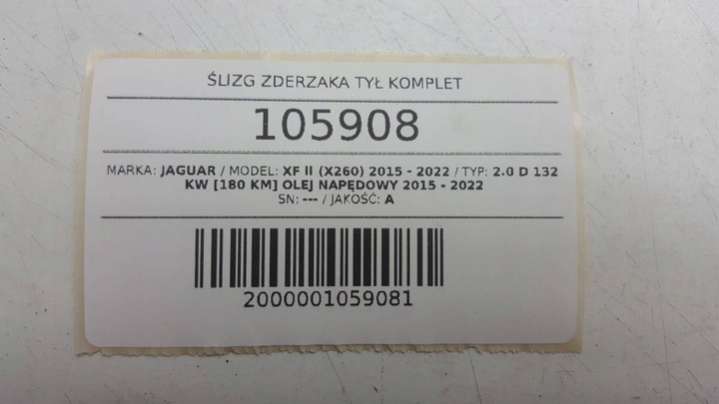 ŚLIZG ZDERZAKA TYŁ KOMPLET
105908
MARKA: JAGUAR / MODEL: XF II (X260) 2015 - 2022 / TYP: 2.0 D 132
KW [180 KM] OLEJ NAPĘDOWY 2015 - 2022
SN: --- / JAKOŚĆ: A
2000001059081